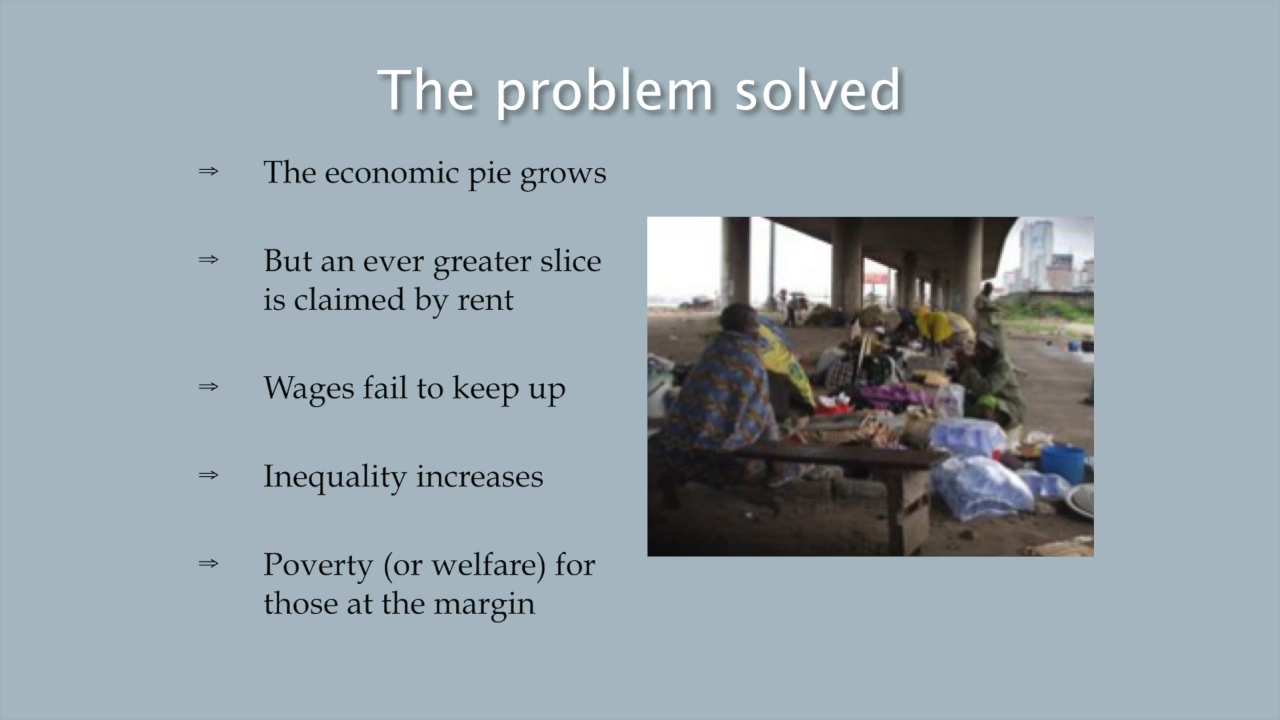 The problem solved
⇒ The economic pie grows
⇒ But an ever greater slice
is claimed by rent
⇒ Wages fail to keep up
⇒ Inequality increases
⇒ Poverty (or welfare) for
those at the margin